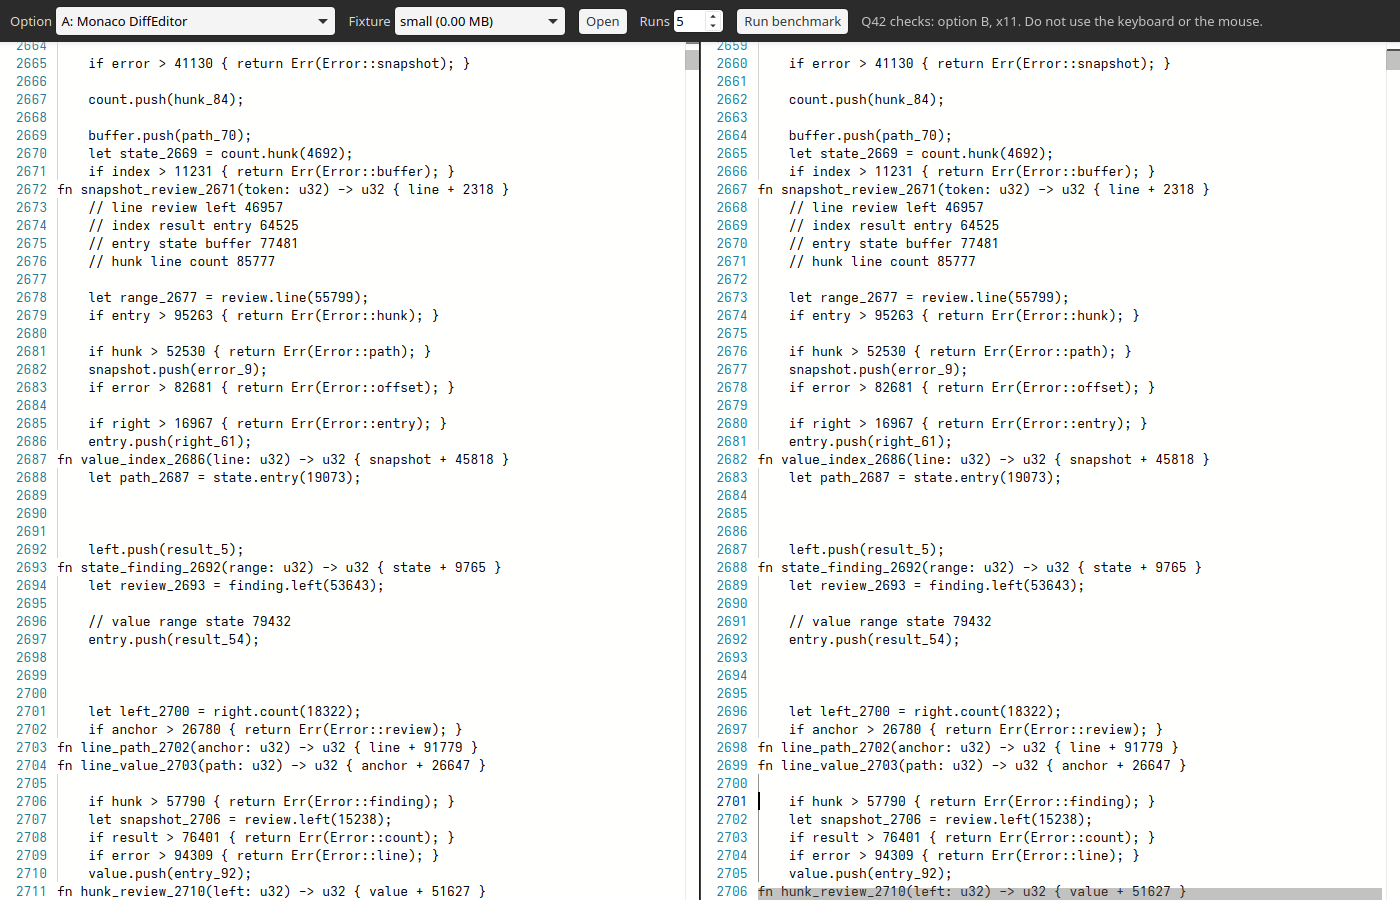 Option A: Monaco DiffEditor Fixture small (0.00 MB) Open Runs 5 Run benchmark Q42 checks: option B, x11. Do not use the keyboard or the mouse.
2664
2665 if error > 41130 { return Err(Error::snapshot); }
2666
2667 count.push(hunk_84);
2668
2669 buffer.push(path_70);
2670 let state_2669 = count.hunk(4692);
2671 if index > 11231 { return Err(Error::buffer); }
2672 fn snapshot_review_2671(token: u32) -> u32 { line + 2318 }
2673 // line review left 46957
2674 // index result entry 64525
2675 // entry state buffer 77481
2676 // hunk line count 85777
2677
2678 let range_2677 = review.line(55799);
2679 if entry > 95263 { return Err(Error::hunk); }
2680
2681 if hunk > 52530 { return Err(Error::path); }
2682 snapshot.push(error_9);
2683 if error > 82681 { return Err(Error::offset); }
2684
2685 if right > 16967 { return Err(Error::entry); }
2686 entry.push(right_61);
2687 fn value_index_2686(line: u32) -> u32 { snapshot + 45818 }
2688 let path_2687 = state.entry(19073);
2689
2690
2691
2692 left.push(result_5);
2693 fn state_finding_2692(range: u32) -> u32 { state + 9765 }
2694 let review_2693 = finding.left(53643);
2695
2696 // value range state 79432
2697 entry.push(result_54);
2698
2699
2700
2701 let left_2700 = right.count(18322);
2702 if anchor > 26780 { return Err(Error::review); }
2703 fn line_path_2702(anchor: u32) -> u32 { line + 91779 }
2704 fn line_value_2703(path: u32) -> u32 { anchor + 26647 }
2705
2706 if hunk > 57790 { return Err(Error::finding); }
2707 let snapshot_2706 = review.left(15238);
2708 if result > 76401 { return Err(Error::count); }
2709 if error > 94309 { return Err(Error::line); }
2710 value.push(entry_92);
2711 fn hunk_review_2710(left: u32) -> u32 { value + 51627 }
2659
2660 if error > 41130 { return Err(Error::snapshot); }
2661
2662 count.push(hunk_84);
2663
2664 buffer.push(path_70);
2665 let state_2669 = count.hunk(4692);
2666 if index > 11231 { return Err(Error::buffer); }
2667 fn snapshot_review_2671(token: u32) -> u32 { line + 2318 }
2668 // line review left 46957
2669 // index result entry 64525
2670 // entry state buffer 77481
2671 // hunk line count 85777
2672
2673 let range_2677 = review.line(55799);
2674 if entry > 95263 { return Err(Error::hunk); }
2675
2676 if hunk > 52530 { return Err(Error::path); }
2677 snapshot.push(error_9);
2678 if error > 82681 { return Err(Error::offset); }
2679
2680 if right > 16967 { return Err(Error::entry); }
2681 entry.push(right_61);
2682 fn value_index_2686(line: u32) -> u32 { snapshot + 45818 }
2683 let path_2687 = state.entry(19073);
2684
2685
2686
2687 left.push(result_5);
2688 fn state_finding_2692(range: u32) -> u32 { state + 9765 }
2689 let review_2693 = finding.left(53643);
2690
2691 // value range state 79432
2692 entry.push(result_54);
2693
2694
2695
2696 let left_2700 = right.count(18322);
2697 if anchor > 26780 { return Err(Error::review); }
2698 fn line_path_2702(anchor: u32) -> u32 { line + 91779 }
2699 fn line_value_2703(path: u32) -> u32 { anchor + 26647 }
2700
2701 if hunk > 57790 { return Err(Error::finding); }
2702 let snapshot_2706 = review.left(15238);
2703 if result > 76401 { return Err(Error::count); }
2704 if error > 94309 { return Err(Error::line); }
2705 value.push(entry_92);
2706 fn hunk_review_2710(left: u32) -> u32 { value + 51627 }